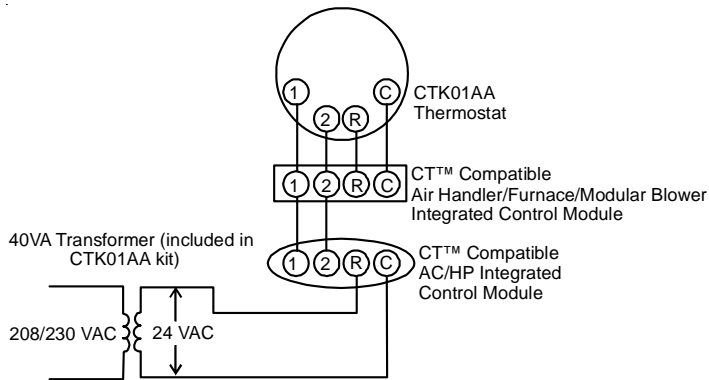 1
C
2
R
CTK01AA
Thermostat
1
2
R
C
CT™ Compatible
Air Handler/Furnace/Modular Blower
Integrated Control Module
40VA Transformer (included in
CTK01AA kit)
1
2
R
C
CT™ Compatible
AC/HP Integrated
Control Module
208/230 VAC
24 VAC